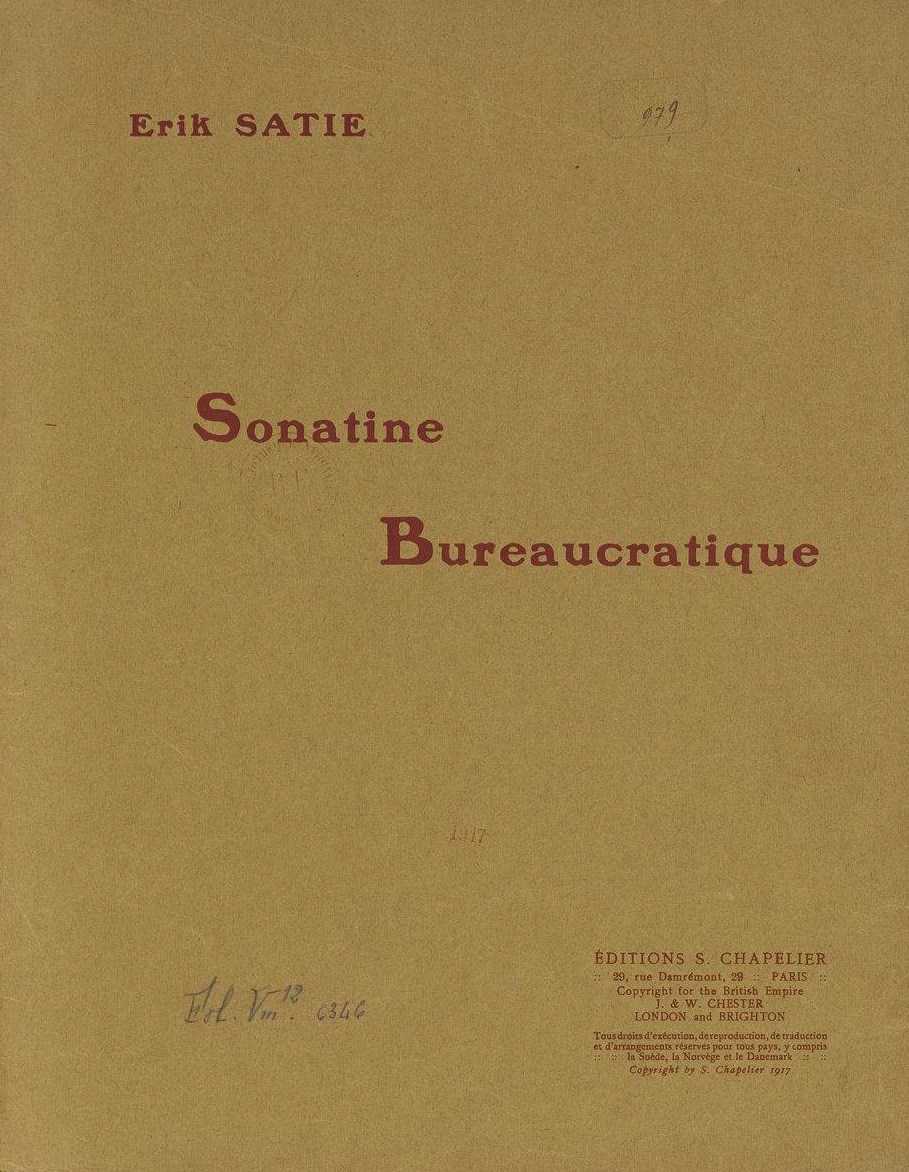 Erik SATIE
979
Sonatine
Bureaucratique
1917
Fol. Vm¹² 6346
ÉDITIONS S. CHAPELIER
:: 29, rue Damrémont, 29 :: PARIS ::
Copyright for the British Empire
J. & W. CHESTER
LONDON and BRIGHTON
Tous droits d'exécution, de reproduction, de traduction
et d'arrangements réservés pour tous pays, y compris
:: :: la Suède, la Norvège et le Danemark :: ::
Copyright by S. Chapelier 1917